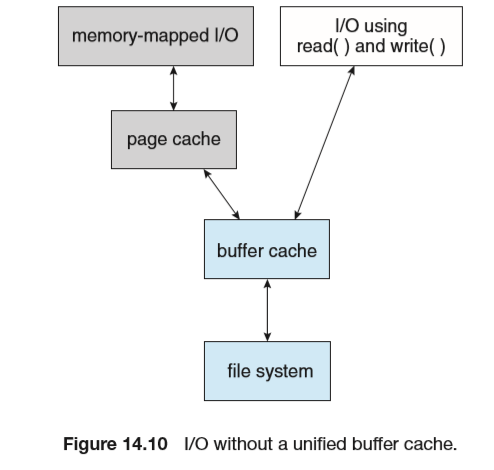 memory-mapped I/O
I/O using
read( ) and write( )
page cache
buffer cache
file system
Figure 14.10 I/O without a unified buffer cache.